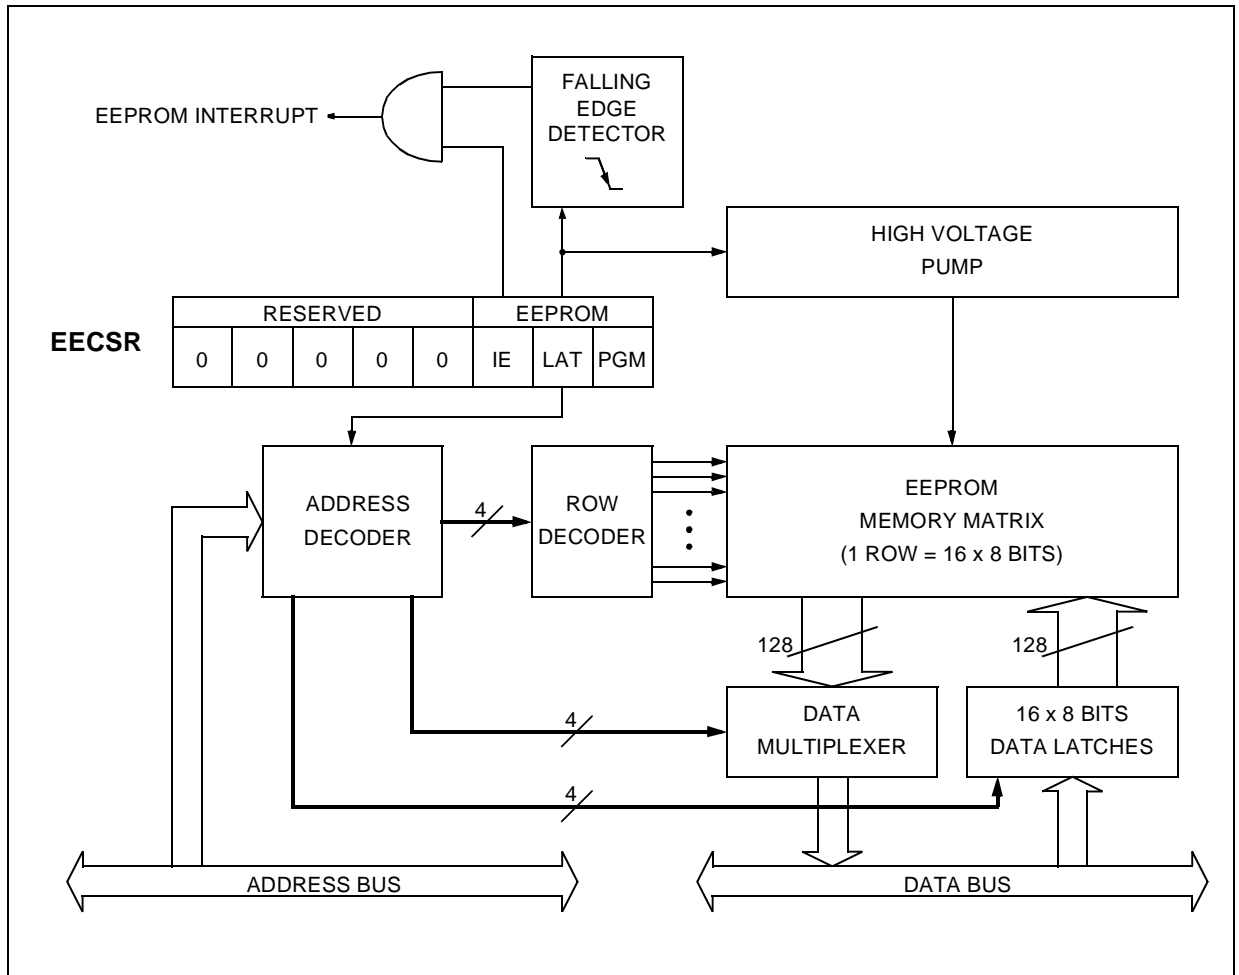 FALLING
EDGE
DETECTOR
EEPROM INTERRUPT
HIGH VOLTAGE
PUMP
RESERVED EEPROM
EECSR
0 0 0 0 0 IE LAT PGM
ADDRESS
DECODER
4
ROW
DECODER
EEPROM
MEMORY MATRIX
(1 ROW = 16 x 8 BITS)
128
128
4
DATA
MULTIPLEXER
16 x 8 BITS
DATA LATCHES
4
ADDRESS BUS
DATA BUS